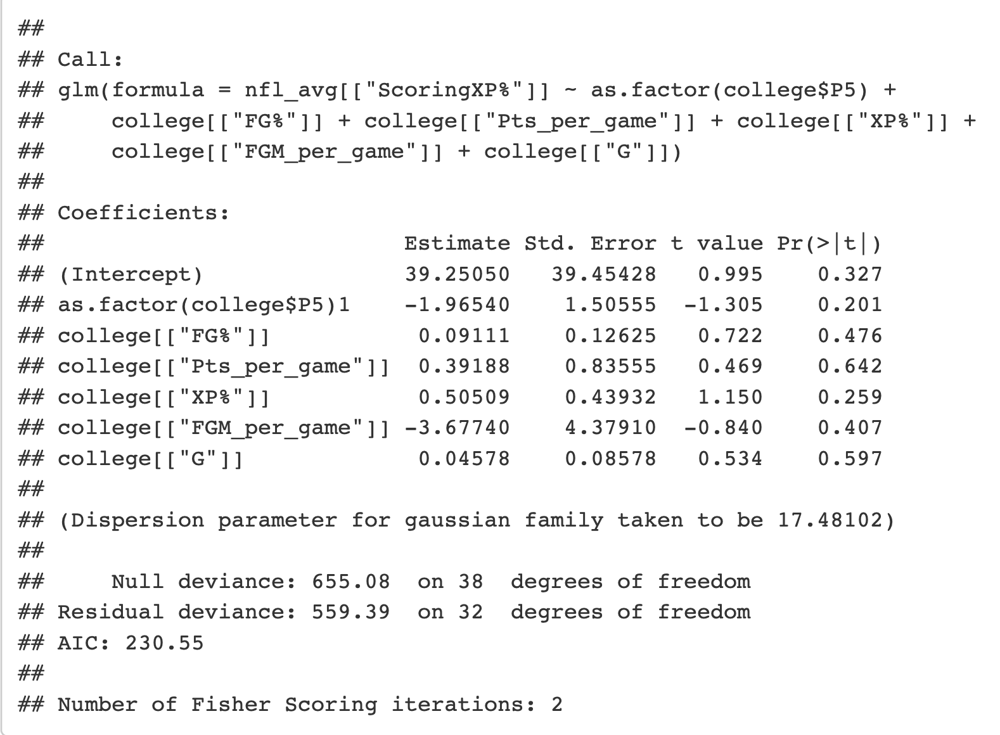 ##
## Call:
## glm(formula = nfl_avg[["ScoringXP%"]] ~ as.factor(college$P5) +
##     college[["FG%"]] + college[["Pts_per_game"]] + college[["XP%"]] +
##     college[["FGM_per_game"]] + college[["G"]])
##
## Coefficients:
##                           Estimate Std. Error t value Pr(>|t|)
## (Intercept)               39.25050   39.45428   0.995    0.327
## as.factor(college$P5)1    -1.96540    1.50555  -1.305    0.201
## college[["FG%"]]           0.09111    0.12625   0.722    0.476
## college[["Pts_per_game"]]  0.39188    0.83555   0.469    0.642
## college[["XP%"]]           0.50509    0.43932   1.150    0.259
## college[["FGM_per_game"]] -3.67740    4.37910  -0.840    0.407
## college[["G"]]             0.04578    0.08578   0.534    0.597
##
## (Dispersion parameter for gaussian family taken to be 17.48102)
##
##     Null deviance: 655.08  on 38  degrees of freedom
## Residual deviance: 559.39  on 32  degrees of freedom
## AIC: 230.55
##
## Number of Fisher Scoring iterations: 2